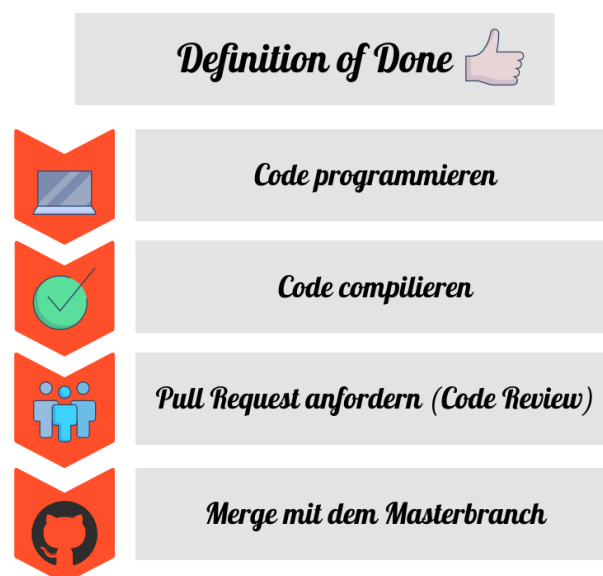 Definition of Done
Code programmieren
Code compilieren
Pull Request anfordern (Code Review)
Merge mit dem Masterbranch